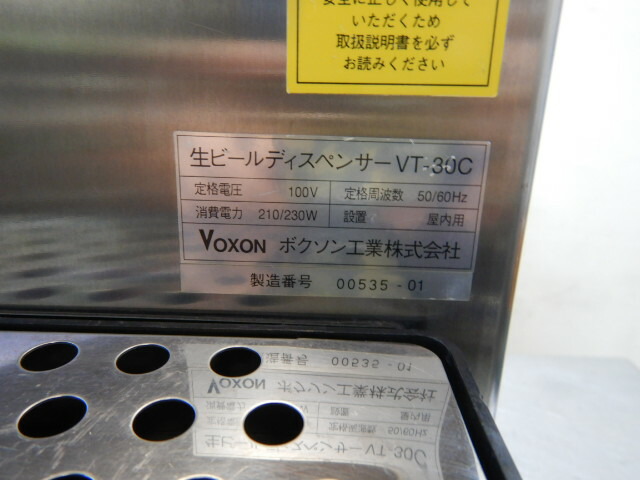 安全に正しく使用して
いただくため
取扱説明書を必ず
お読みください
生ビールディスペンサー VT-30C
定格電圧 100V 定格周波数 50/60Hz
消費電力 210/230W 設置 屋内用
VOXON ボクソン工業株式会社
製造番号 00535-01